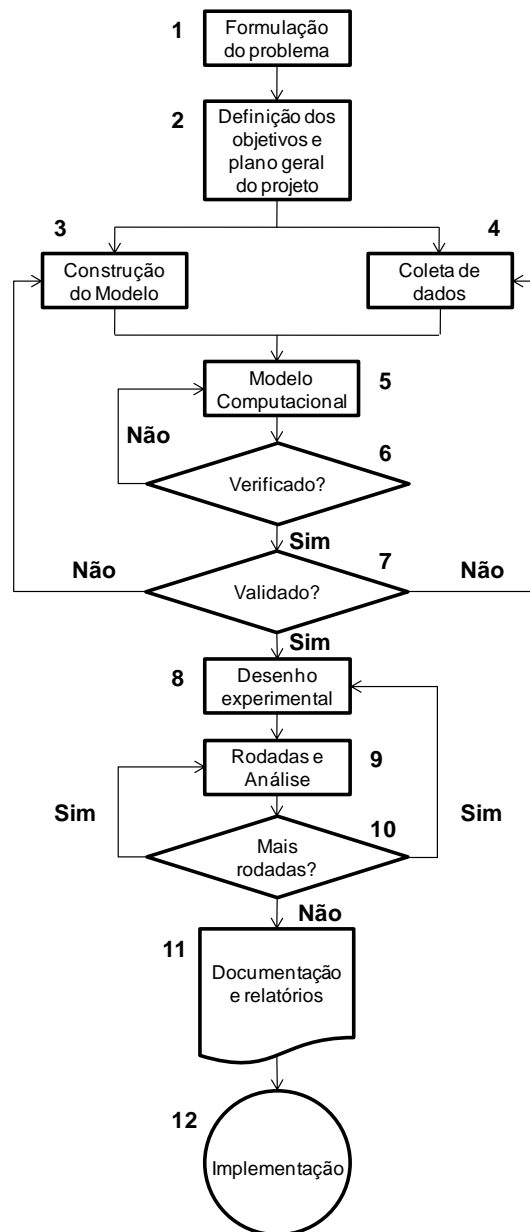 1
Formulação
do problema
2
Definição dos
objetivos e
plano geral
do projeto
3
4
Construção
do Modelo
Coleta de
dados
Modelo
Computacional
5
Não
6
Verificado?
Sim
7
Não
Validado?
Não
Sim
8
Desenho
experimental
Rodadas e
Análise
9
Sim
10
Sim
Mais
rodadas?
Não
11
Documentação
e relatórios
12
Implementação